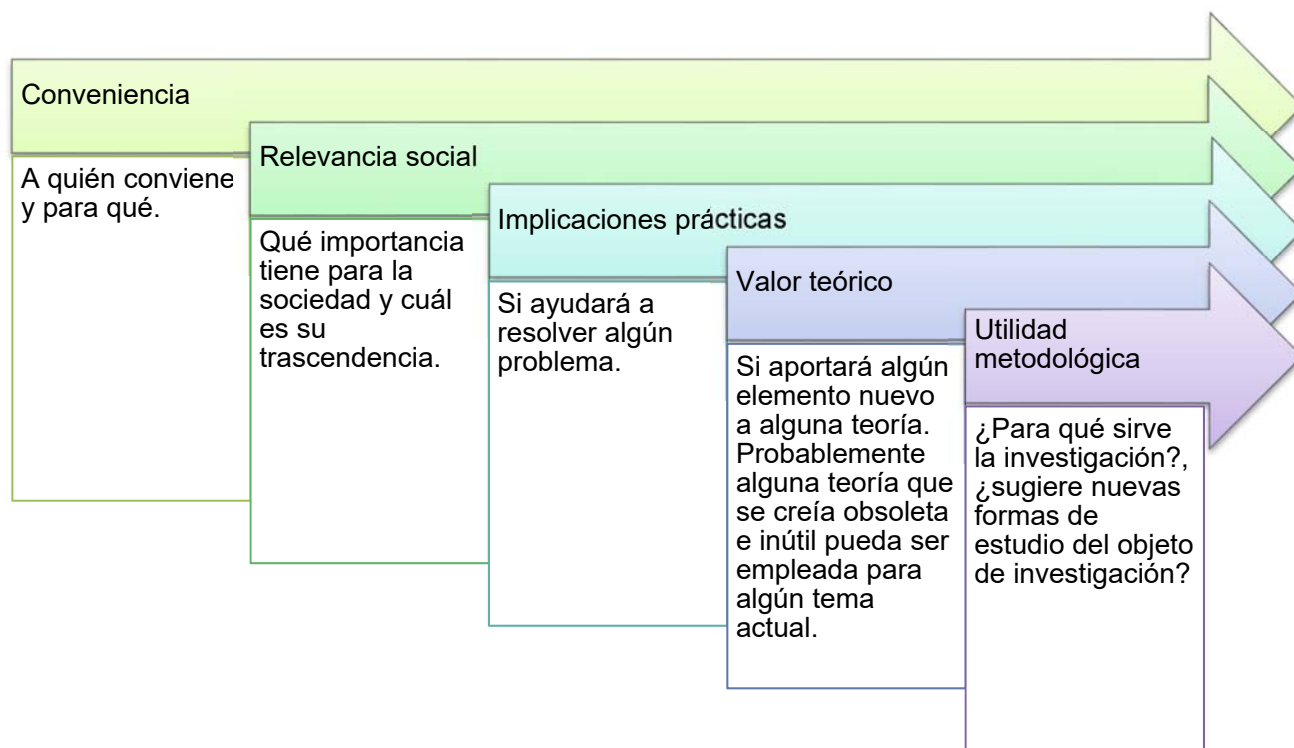 Conveniencia
A quién conviene
y para qué.
Relevancia social
Qué importancia
tiene para la
sociedad y cuál
es su
trascendencia.
Implicaciones prácticas
Si ayudará a
resolver algún
problema.
Valor teórico
Si aportará algún
elemento nuevo
a alguna teoría.
Probablemente
alguna teoría que
se creía obsoleta
e inútil pueda ser
empleada para
algún tema
actual.
Utilidad
metodológica
¿Para qué sirve
la investigación?,
¿sugiere nuevas
formas de
estudio del objeto
de investigación?